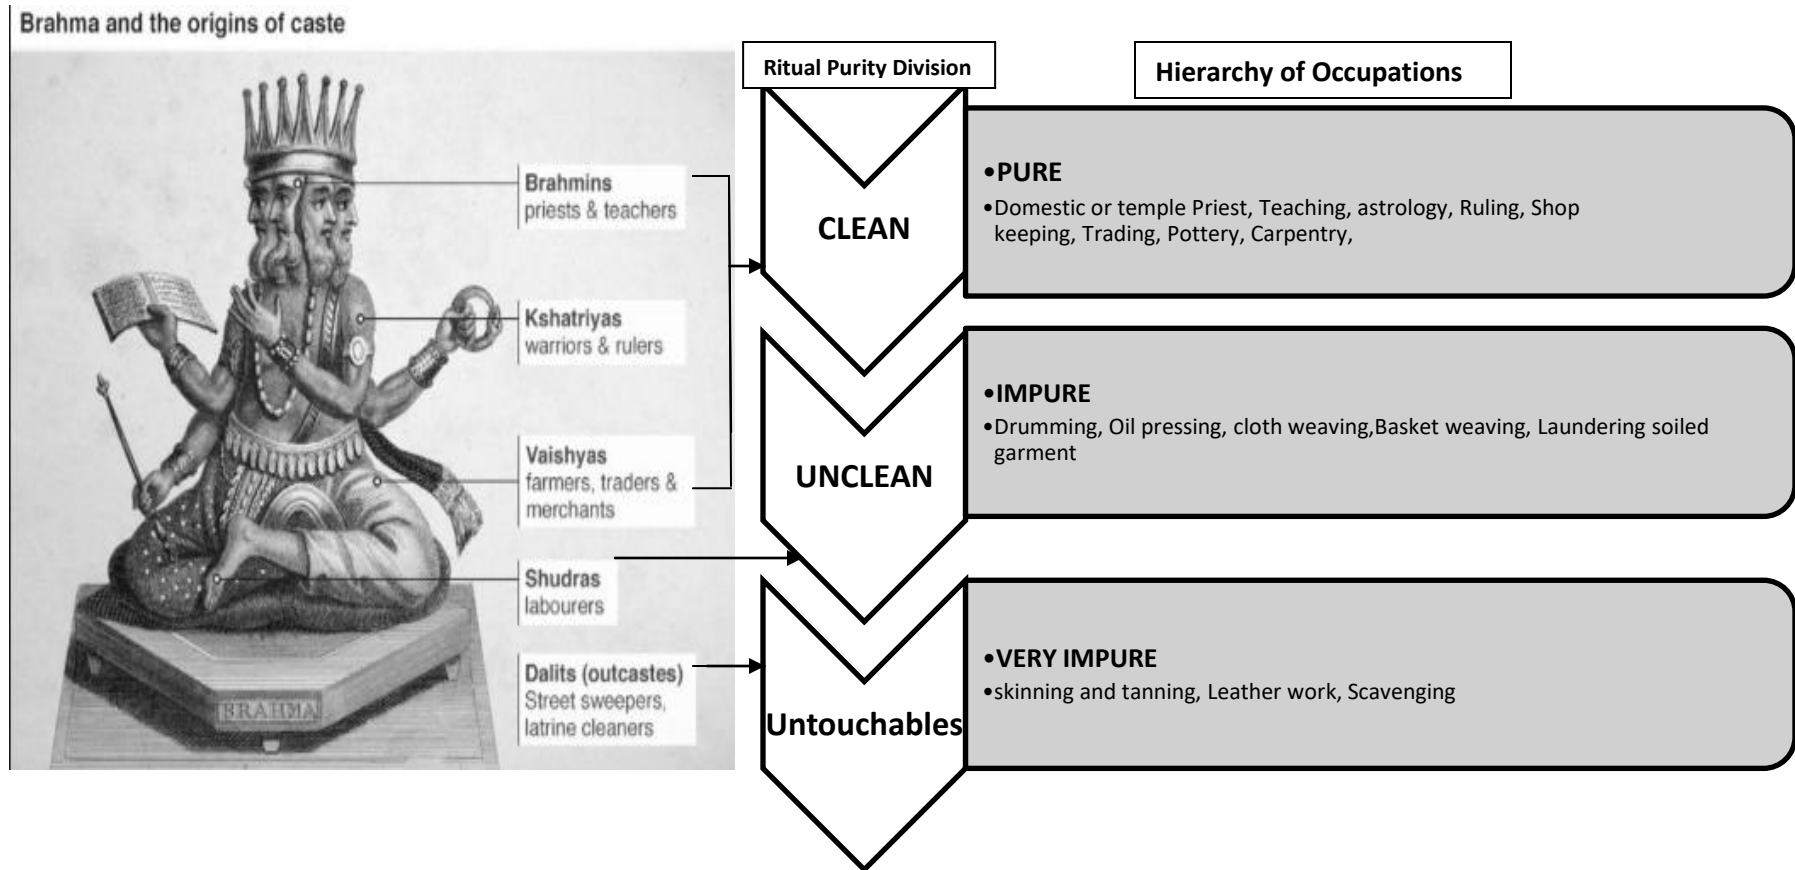 Brahma and the origins of caste
Brahmins
priests & teachers
Kshatriyas
warriors & rulers
Vaishyas
farmers, traders &
merchants
Shudras
labourers
Dalits (outcastes)
Street sweepers,
latrine cleaners
BRAHMA
Ritual Purity Division
Hierarchy of Occupations
CLEAN
•PURE
•Domestic or temple Priest, Teaching, astrology, Ruling, Shop
keeping, Trading, Pottery, Carpentry,
UNCLEAN
•IMPURE
•Drumming, Oil pressing, cloth weaving,Basket weaving, Laundering soiled
garment
Untouchables
•VERY IMPURE
•skinning and tanning, Leather work, Scavenging